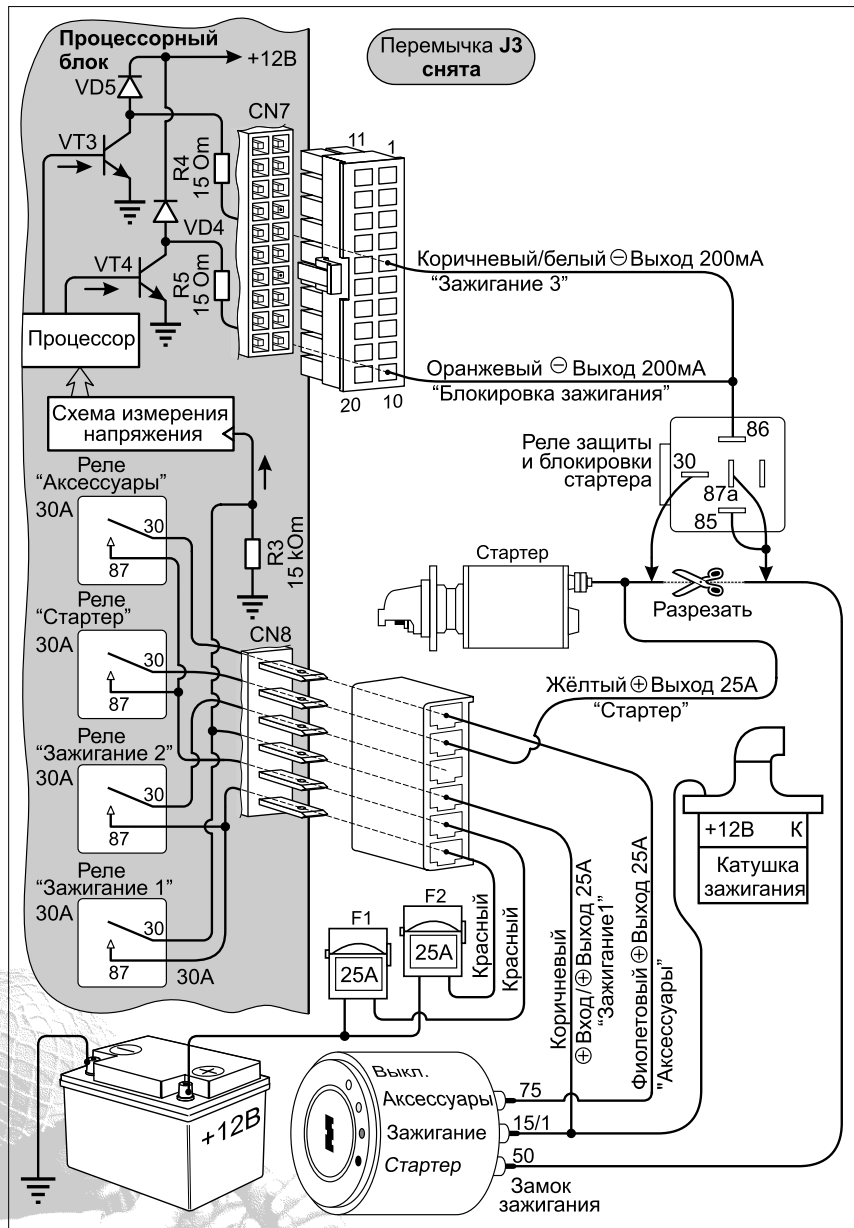 Процессорный
блок
+12В
Перемычка J3
снята
VD5
CN7
VT3
R4
15 Om
11
1
VD4
VT4
R5
15 Om
Коричневый/белый ⊖ Выход 200мА
“Зажигание 3”
Процессор
Оранжевый ⊖ Выход 200мА
“Блокировка зажигания”
20
10
Схема измерения
напряжения
Реле защиты
и блокировки
стартера
86
30
87a
85
Реле
“Аксессуары”
30А
30
87
R3
15 kOm
Стартер
Разрезать
Реле
“Стартер”
30А
30
87
CN8
Жёлтый ⊕ Выход 25А
“Стартер”
Реле
“Зажигание 2”
30А
30
87
+12В К
Катушка
зажигания
Реле
“Зажигание 1”
30А
30
87
30А
F1
25А
F2
25А
Красный
Красный
Коричневый
⊕ Вход/⊕ Выход 25А
“Зажигание1”
Фиолетовый ⊕ Выход 25А
"Аксессуары"
+12В
Выкл.
Аксессуары
75
Зажигание
15/1
Стартер
50
Замок
зажигания